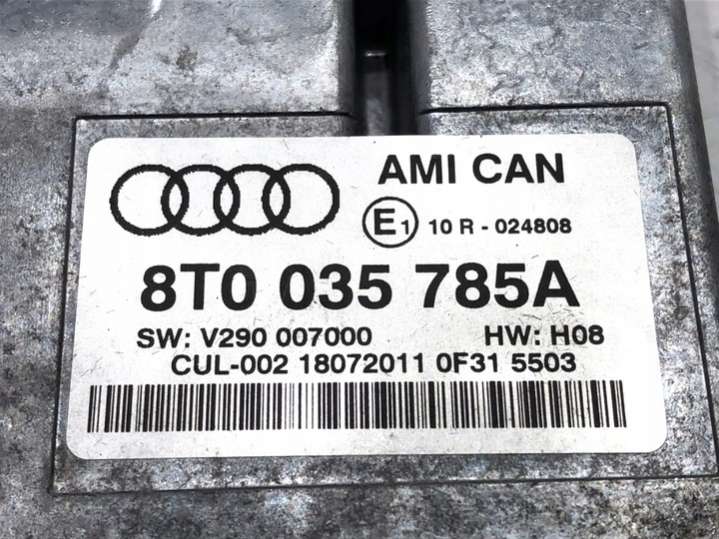 AMI CAN
E1 10 R - 024808
8T0 035 785A
SW: V290 007000 HW: H08
CUL-002 18072011 0F31 5503